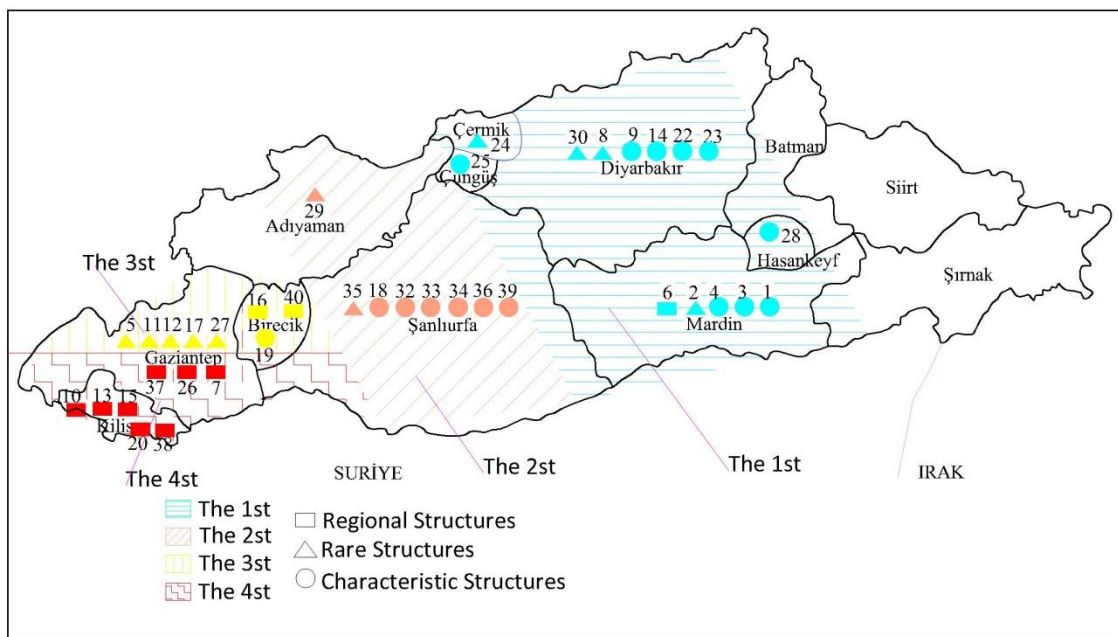 Çermik
24
25
Çüngüş
30 8 9 14 22 23
Diyarbakır
Batman
Siirt
28
Hasankeyf
Şırnak
29
Adıyaman
The 3st
16 40
Birecik
19
35 18 32 33 34 36 39
Şanlıurfa
6 2 4 3 1
Mardin
5 11 12 17 27
Gaziantep
37 26 7
10 13 15
Kilis
20 38
The 4st
SURİYE
The 2st
The 1st
IRAK
The 1st
The 2st
The 3st
The 4st
Regional Structures
Rare Structures
Characteristic Structures